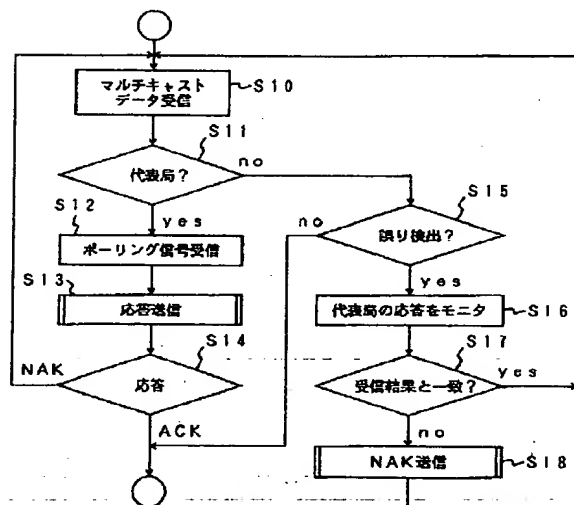 マルチキャスト
データ受信
S10
S11
代表局?
no
yes
S12
ポーリング信号受信
S13
応答送信
S14
応答
NAK
ACK
S15
誤り検出?
no
yes
代表局の応答をモニタ
S16
S17
受信結果と一致?
yes
no
NAK送信
S18